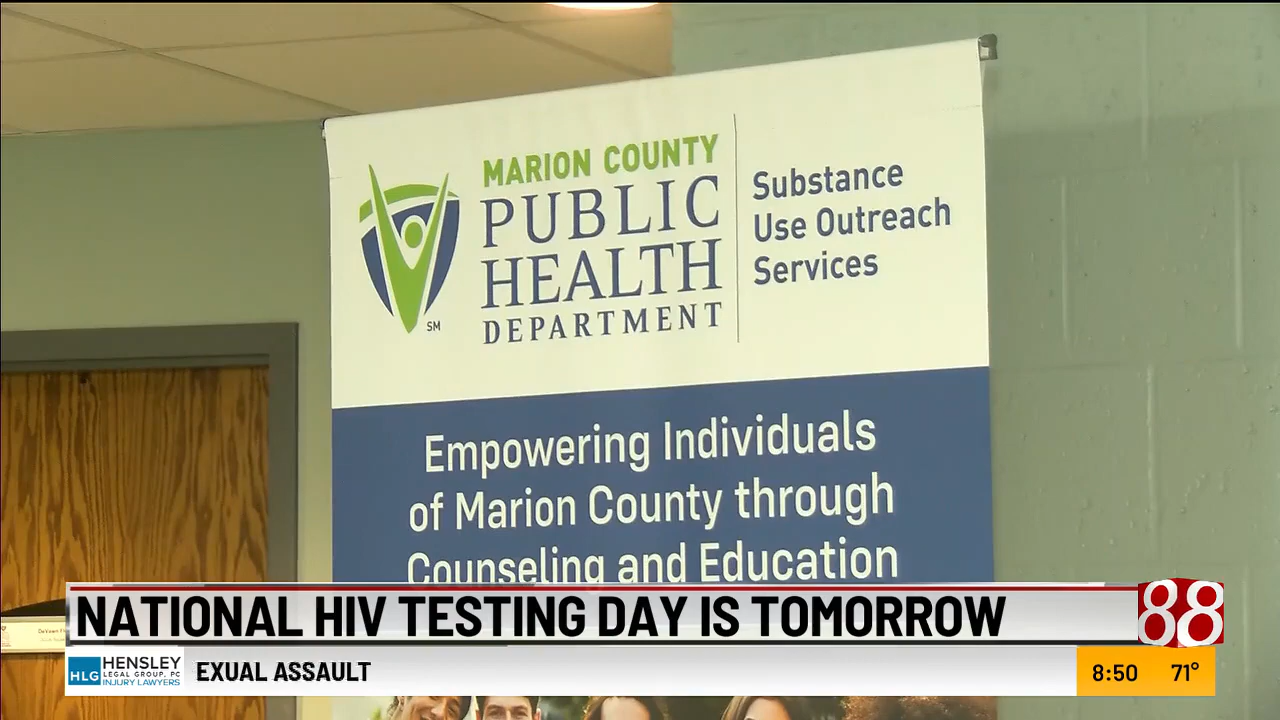 MARION COUNTY
PUBLIC
HEALTH
DEPARTMENT
SM
Substance
Use Outreach
Services
Empowering Individuals
of Marion County through
Counseling and Education
NATIONAL HIV TESTING DAY IS TOMORROW
88
HLG
HENSLEY
LEGAL GROUP, PC
INJURY LAWYERS
EXUAL ASSAULT
8:50 71°